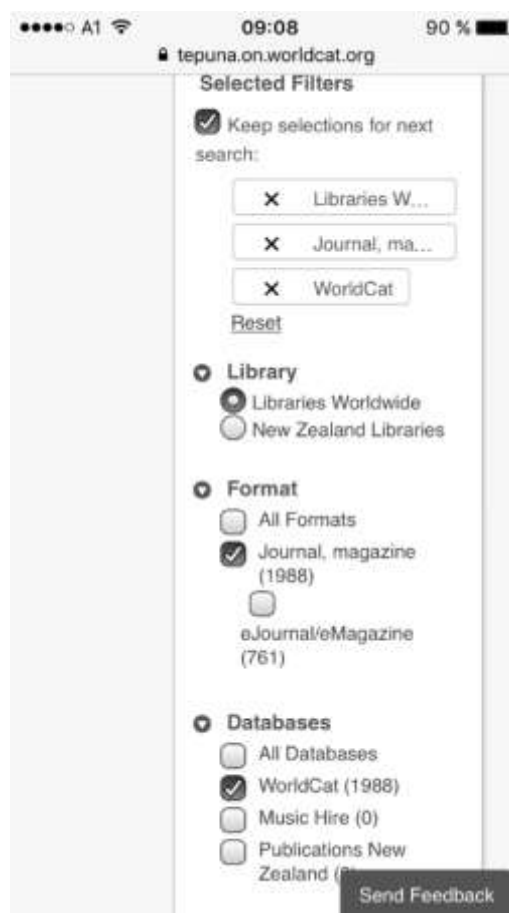 A1 09:08 90 %
tepuna.on.worldcat.org
Selected Filters
Keep selections for next
search:
Libraries W...
Journal, ma...
WorldCat
Reset
Library
Libraries Worldwide
New Zealand Libraries
Format
All Formats
Journal, magazine
(1988)
eJournal/eMagazine
(761)
Databases
All Databases
WorldCat (1988)
Music Hire (0)
Publications New
Zealand
Send Feedback